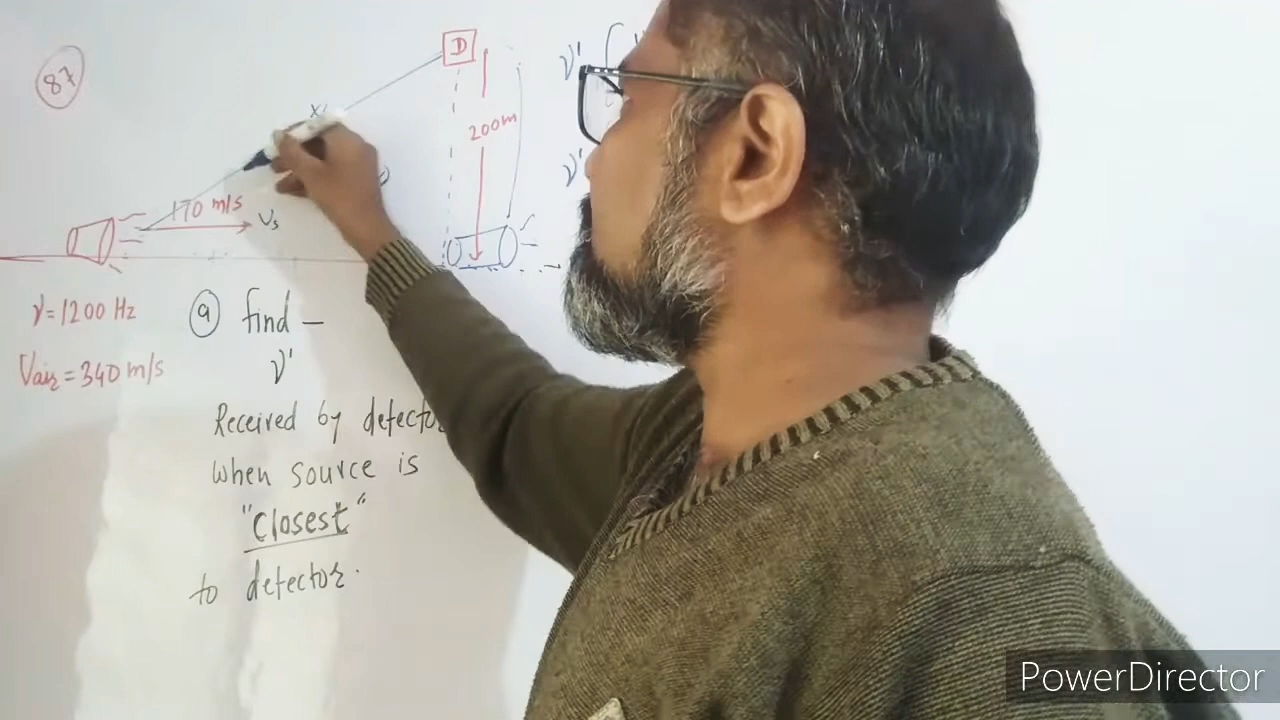 87
D
200m
170 m/s
Vs
ν'
ν'
ν=1200 Hz
Vair = 340 m/s
a find –
ν'
Received by detector
when source is
"Closest"
to detector.
PowerDirector